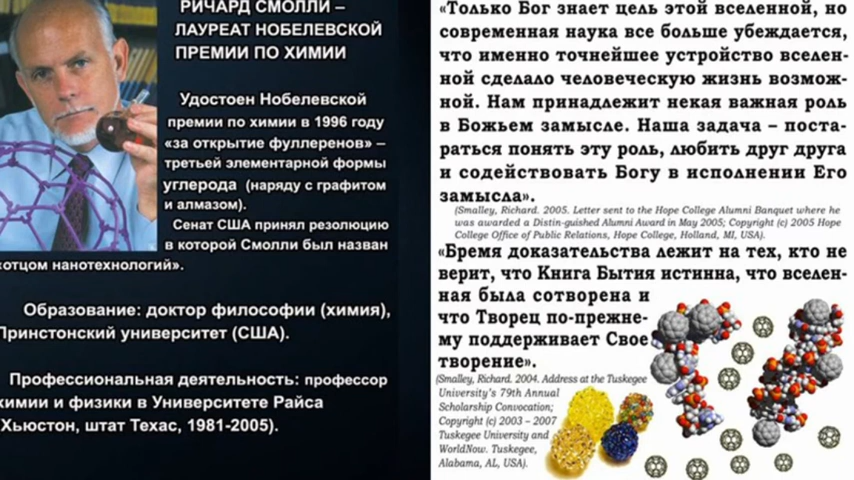 РИЧАРД СМОЛЛИ –
ЛАУРЕАТ НОБЕЛЕВСКОЙ
ПРЕМИИ ПО ХИМИИ
Удостоен Нобелевской
премии по химии в 1996 году
«за открытие фуллеренов» –
третьей элементарной формы
углерода (наряду с графитом
и алмазом).
Сенат США принял резолюцию
в которой Смолли был назван
«отцом нанотехнологий».
Образование: доктор философии (химия),
Принстонский университет (США).
Профессиональная деятельность: профессор
химии и физики в Университете Райса
(Хьюстон, штат Техас, 1981-2005).
«Только Бог знает цель этой вселенной, но
современная наука все больше убеждается,
что именно точнейшее устройство вселен-
ной сделало человеческую жизнь возмож-
ной. Нам принадлежит некая важная роль
в Божьем замысле. Наша задача – поста-
раться понять эту роль, любить друг друга
и содействовать Богу в исполнении Его
замысла».
(Smalley, Richard. 2005. Letter sent to the Hope College Alumni Banquet where he
was awarded a Distin-guished Alumni Award in May 2005; Copyright (c) 2005 Hope
College Office of Public Relations, Hope College, Holland, MI, USA).
«Бремя доказательства лежит на тех, кто не
верит, что Книга Бытия истинна, что вселен-
ная была сотворена и
что Творец по-прежне-
му поддерживает Свое
творение».
(Smalley, Richard. 2004. Address at the Tuskegee
University's 79th Annual
Scholarship Convocation;
Copyright (c) 2003 – 2007
Tuskegee University and
WorldNow. Tuskegee,
Alabama, AL, USA).